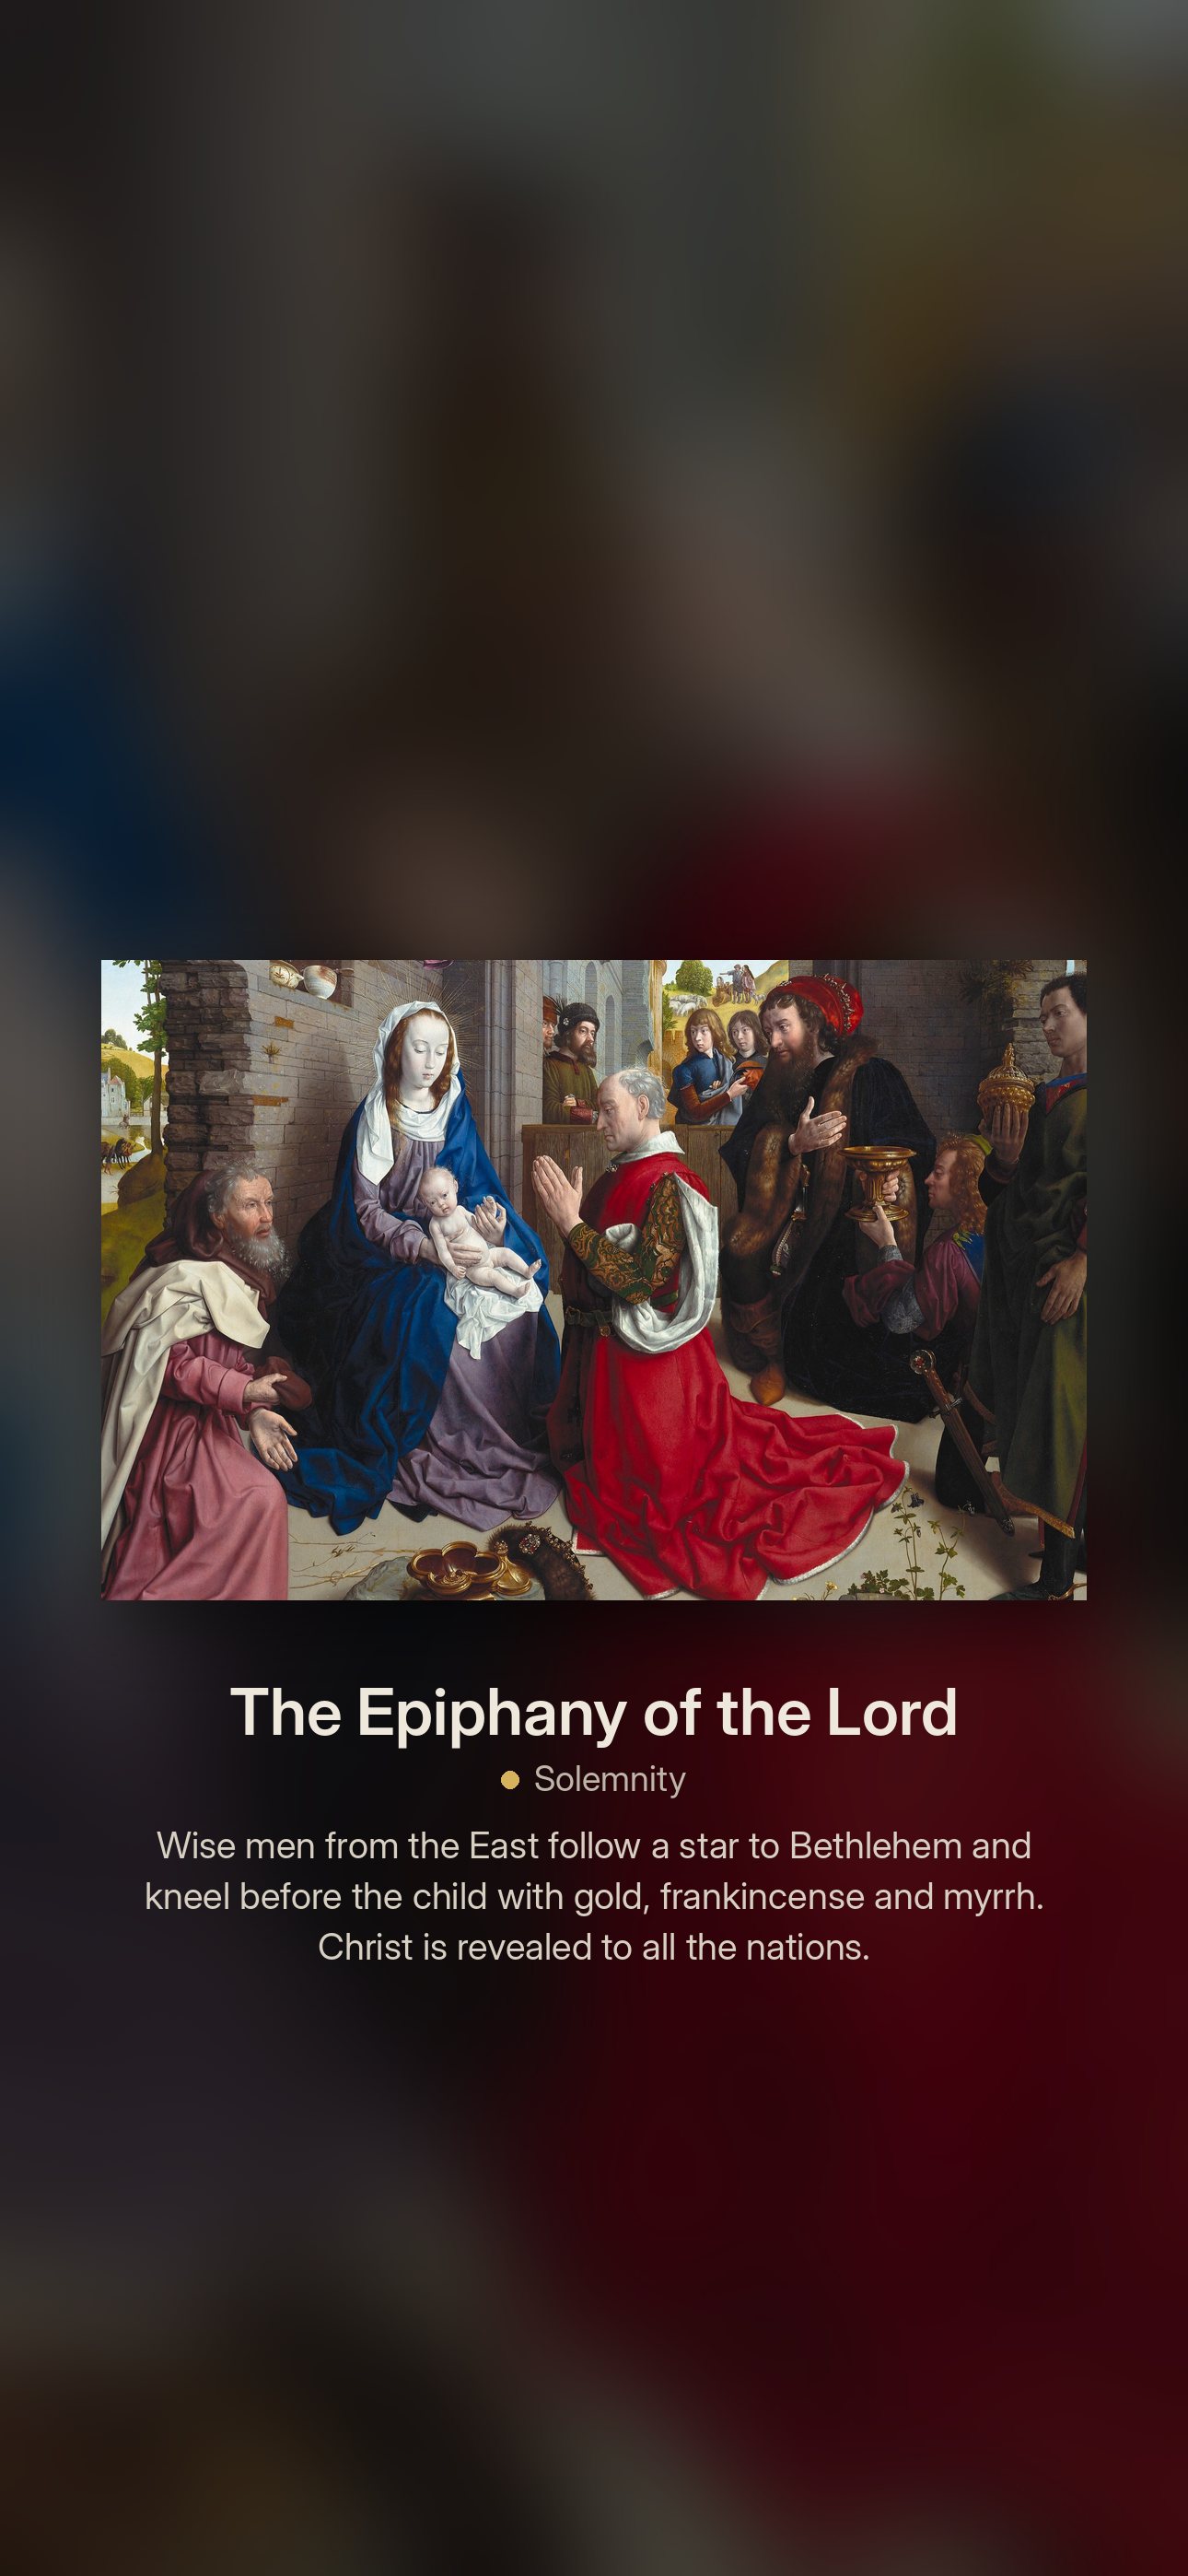 The Epiphany of the Lord
Solemnity
Wise men from the East follow a star to Bethlehem and
kneel before the child with gold, frankincense and myrrh.
Christ is revealed to all the nations.